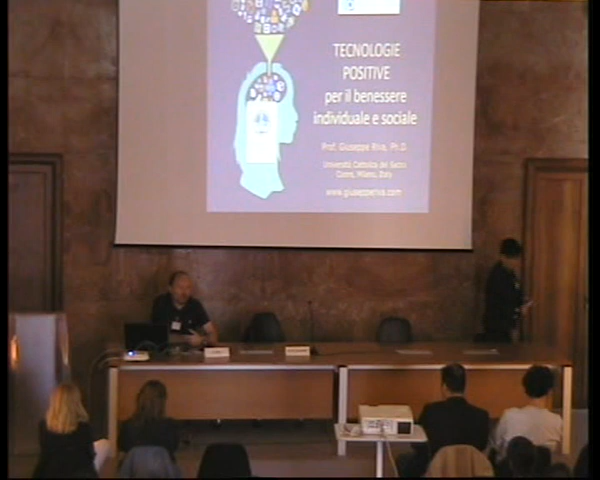 TECNOLOGIE
POSITIVE
per il benessere
individuale e sociale
Prof. Giuseppe Riva, Ph.D.
Università Cattolica del Sacro
Cuore, Milano, Italy
www.giusepperiva.com